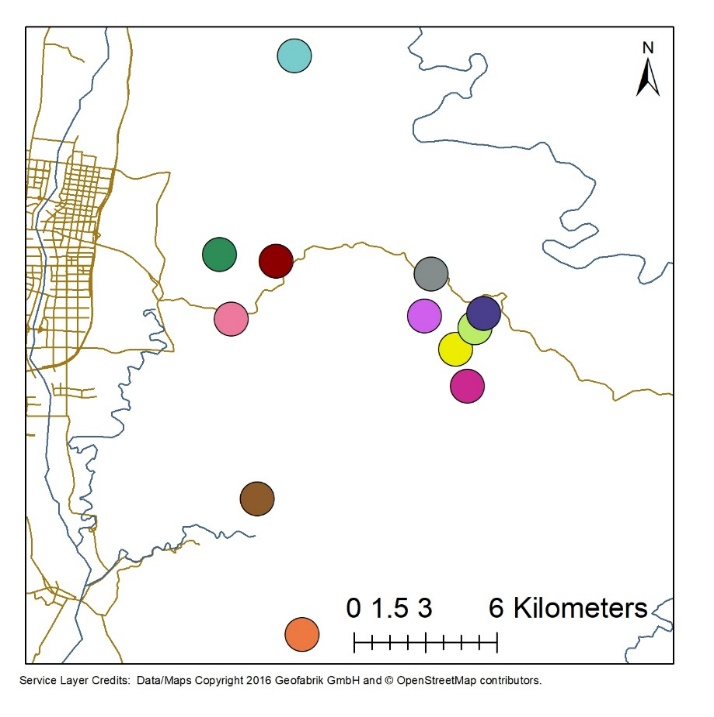 N
0 1.5 3 6 Kilometers
Service Layer Credits: Data/Maps Copyright 2016 Geofabrik GmbH and © OpenStreetMap contributors.